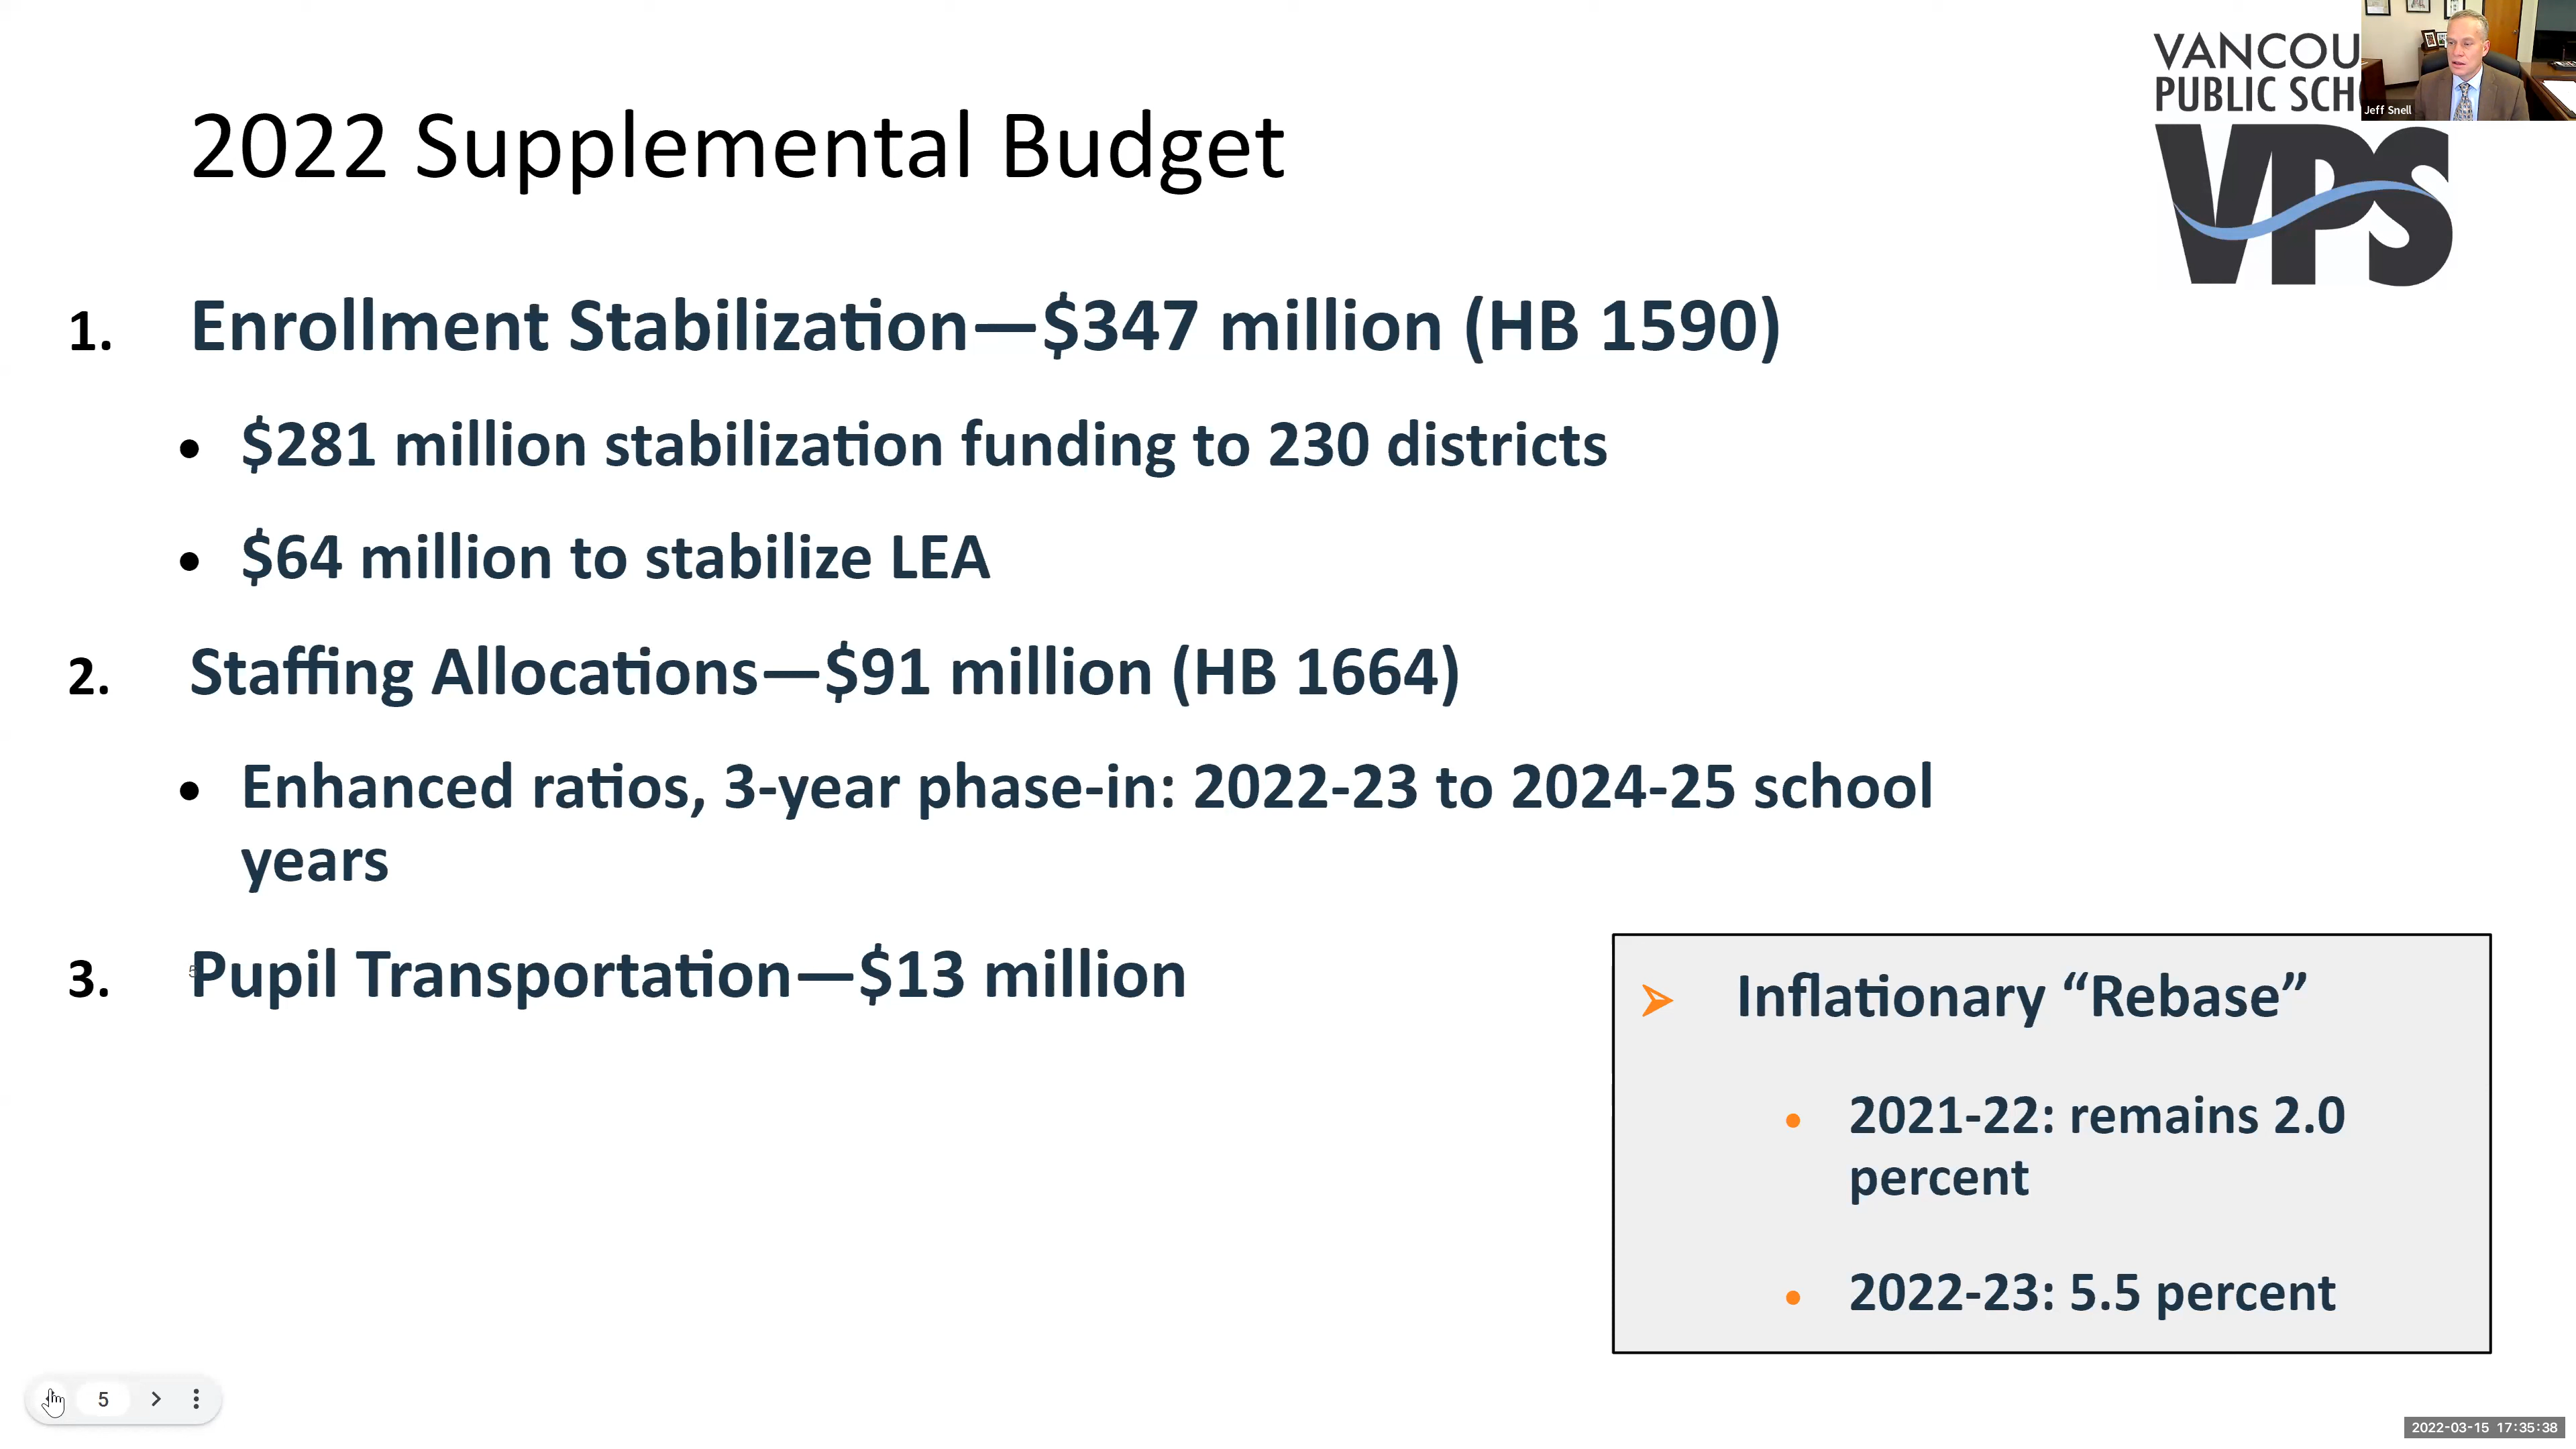 VANCOU
PUBLIC SCH
Jeff Snell
VPS
2022 Supplemental Budget
1. Enrollment Stabilization—$347 million (HB 1590)
• $281 million stabilization funding to 230 districts
• $64 million to stabilize LEA
2. Staffing Allocations—$91 million (HB 1664)
• Enhanced ratios, 3-year phase-in: 2022-23 to 2024-25 school
years
3. Pupil Transportation—$13 million
5
➢ Inflationary “Rebase”
• 2021-22: remains 2.0
percent
• 2022-23: 5.5 percent
5
2022-03-15 17:35:38